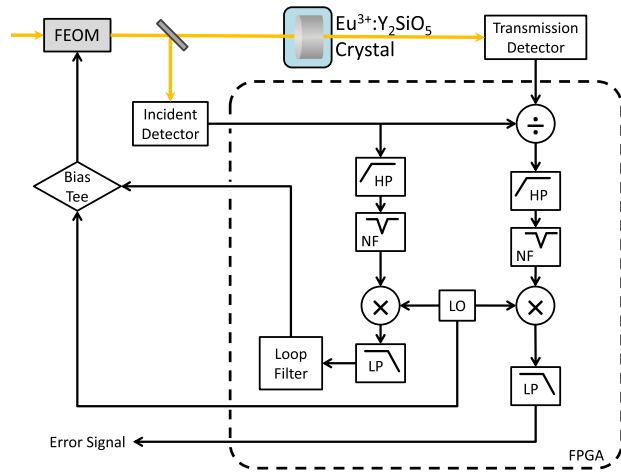 FEOM
Eu³⁺:Y₂SiO₅
Crystal
Transmission
Detector
Incident
Detector
÷
Bias
Tee
HP
HP
NF
NF
×
LO
×
Loop
Filter
LP
LP
Error Signal
FPGA